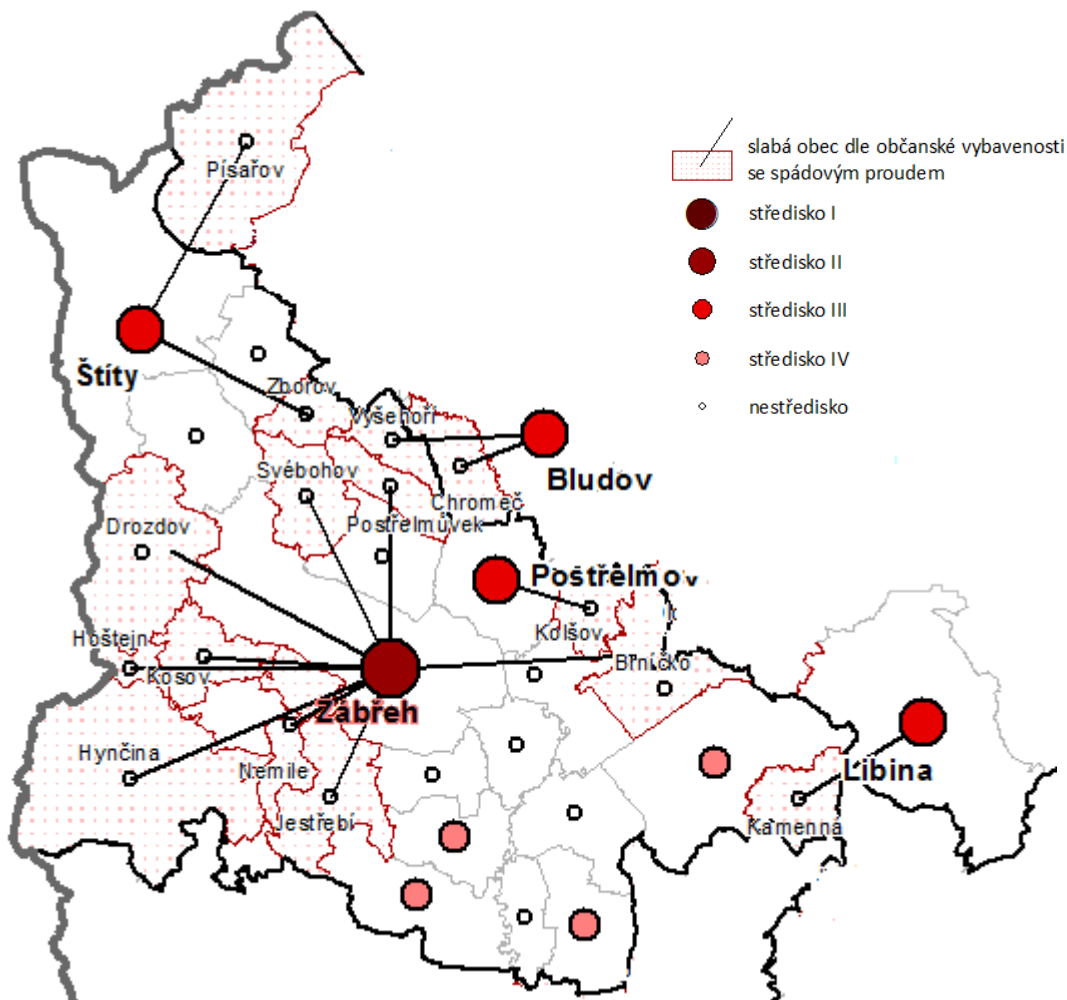 Písařov
slabá obec dle občanské vybavenosti
se spádovým proudem
středisko I
středisko II
středisko III
středisko IV
nestředisko
Štíty
Zborov
Vyšehoří
Bludov
Svébohov
Chromeč
Postřelmůvek
Drozdov
Postřelmov
Kolšov
Hoštejn
Kosov
Brníčko
Zábřeh
Hynčina
Nemile
Libina
Jestřebí
Kamenná